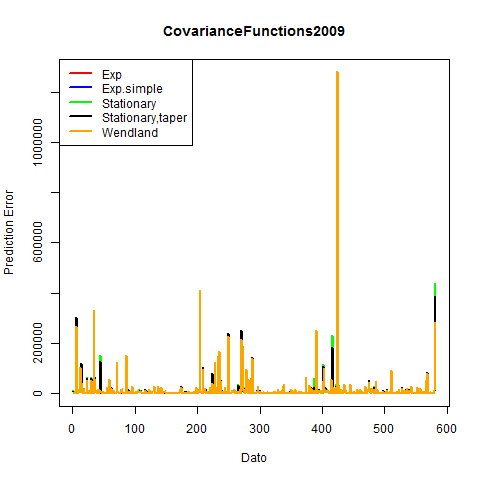 CovarianceFunctions2009
Exp
Exp.simple
Stationary
Stationary,taper
Wendland
Prediction Error
0
200000
600000
1000000
0
100
200
300
400
500
600
Dato